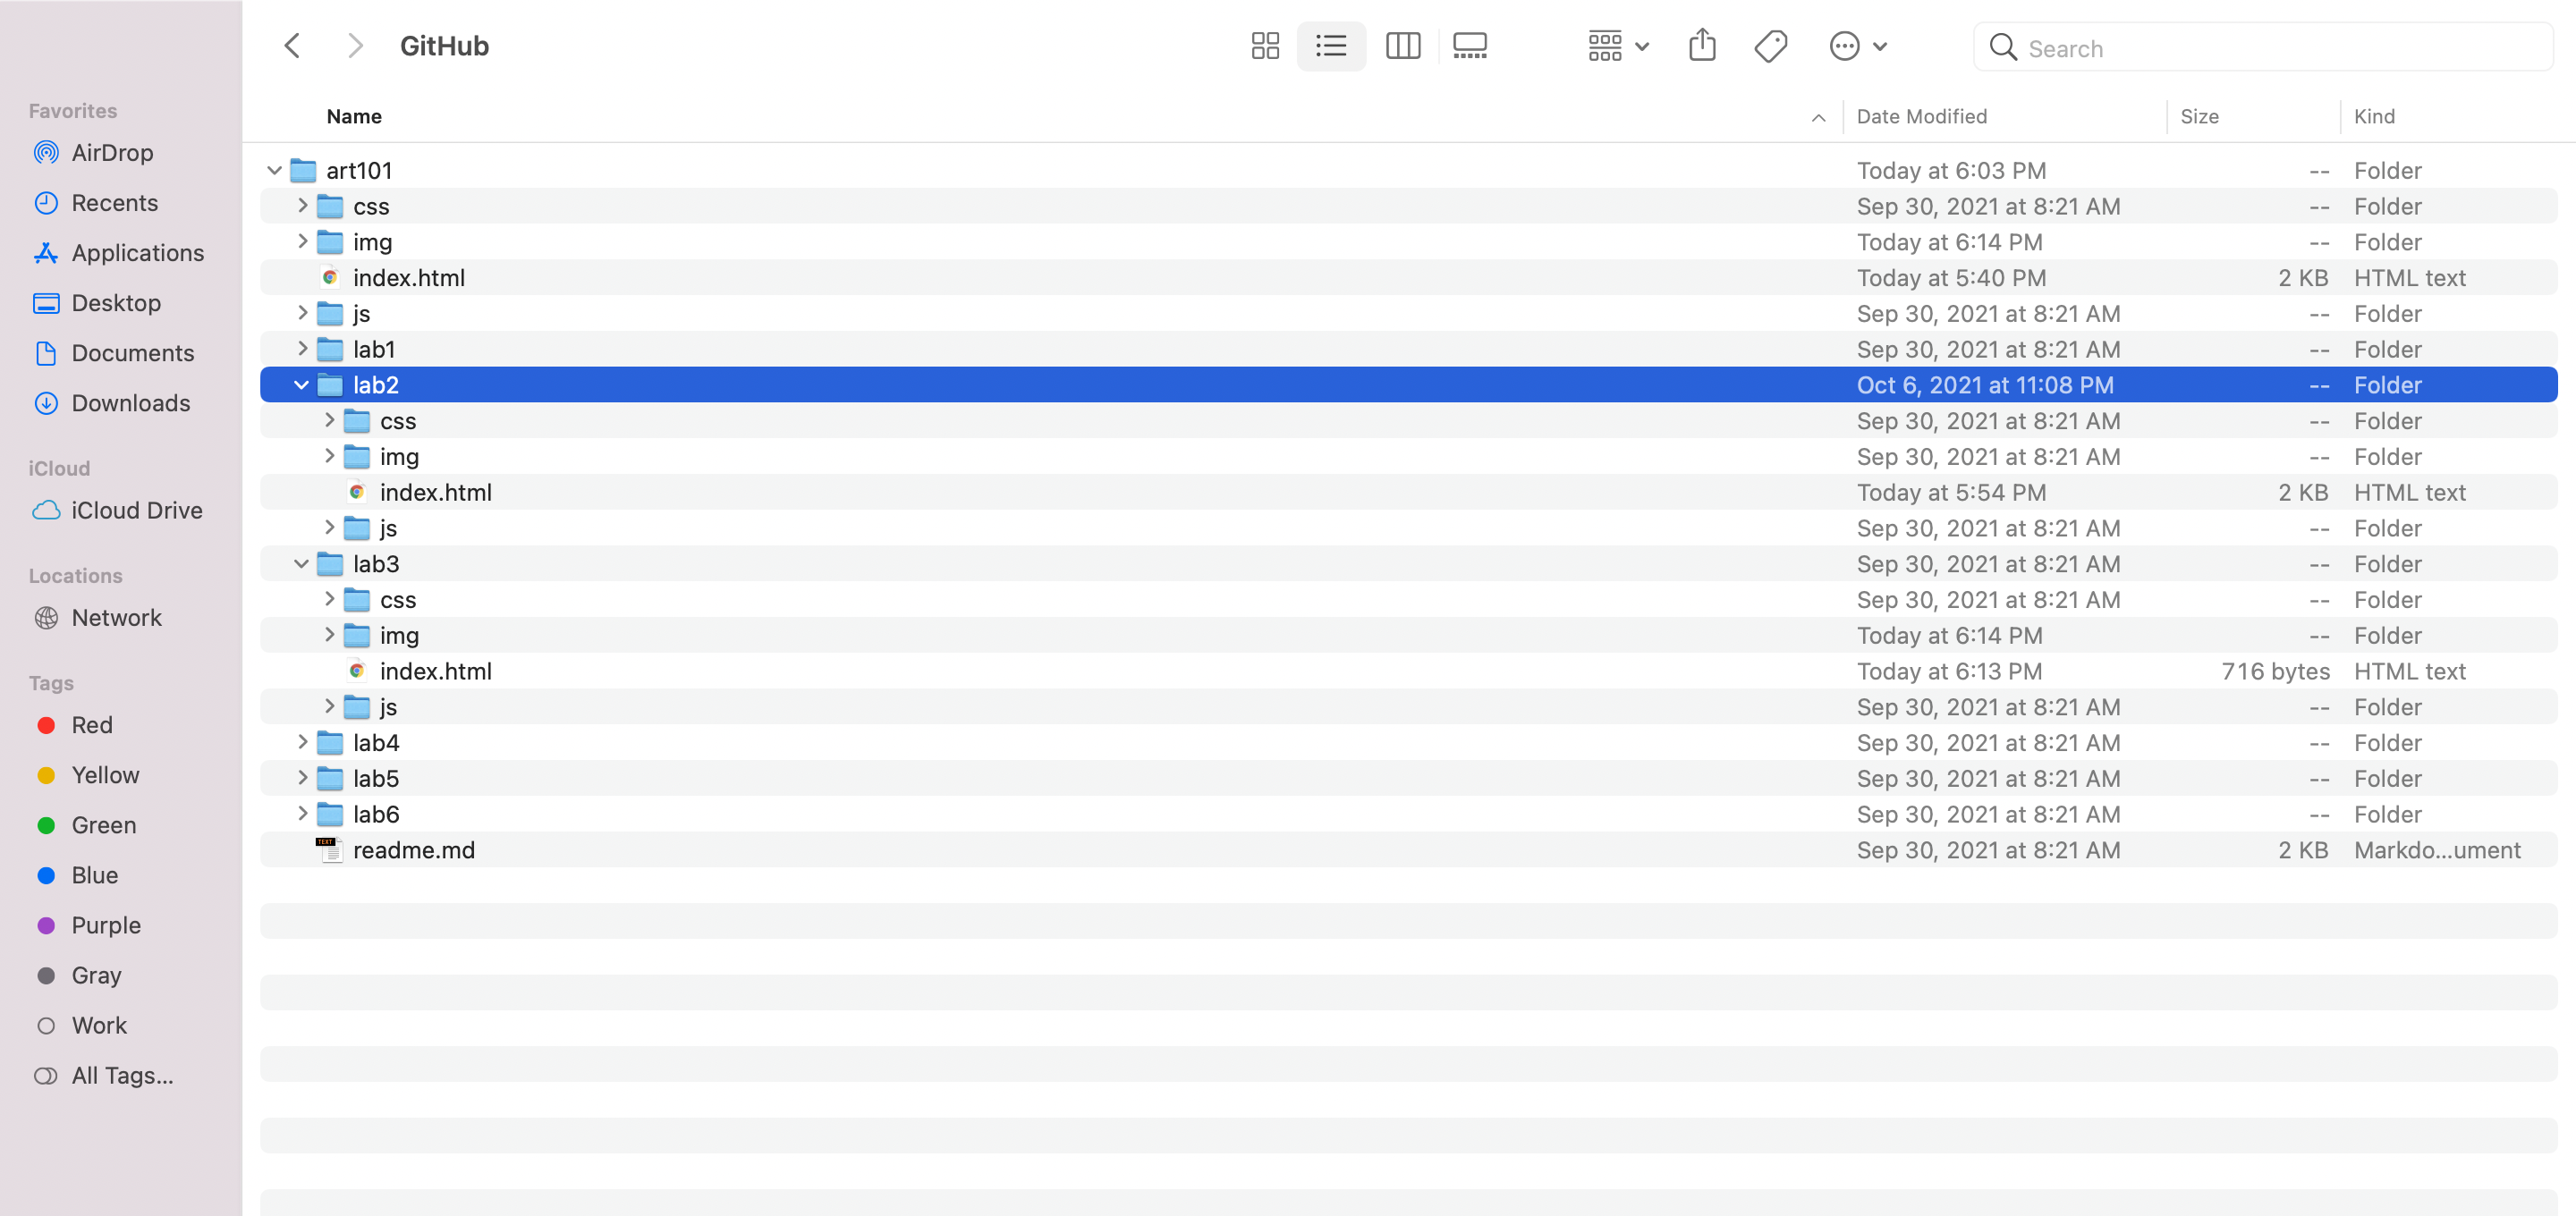 GitHub
Search
Favorites
AirDrop
Recents
Applications
Desktop
Documents
Downloads
iCloud
iCloud Drive
Locations
Network
Tags
Red
Yellow
Green
Blue
Purple
Gray
Work
All Tags...
Name Date Modified Size Kind
art101 Today at 6:03 PM -- Folder
css Sep 30, 2021 at 8:21 AM -- Folder
img Today at 6:14 PM -- Folder
index.html Today at 5:40 PM 2 KB HTML text
js Sep 30, 2021 at 8:21 AM -- Folder
lab1 Sep 30, 2021 at 8:21 AM -- Folder
lab2 Oct 6, 2021 at 11:08 PM -- Folder
css Sep 30, 2021 at 8:21 AM -- Folder
img Sep 30, 2021 at 8:21 AM -- Folder
index.html Today at 5:54 PM 2 KB HTML text
js Sep 30, 2021 at 8:21 AM -- Folder
lab3 Sep 30, 2021 at 8:21 AM -- Folder
css Sep 30, 2021 at 8:21 AM -- Folder
img Today at 6:14 PM -- Folder
index.html Today at 6:13 PM 716 bytes HTML text
js Sep 30, 2021 at 8:21 AM -- Folder
lab4 Sep 30, 2021 at 8:21 AM -- Folder
lab5 Sep 30, 2021 at 8:21 AM -- Folder
lab6 Sep 30, 2021 at 8:21 AM -- Folder
TEXT readme.md Sep 30, 2021 at 8:21 AM 2 KB Markdo...ument